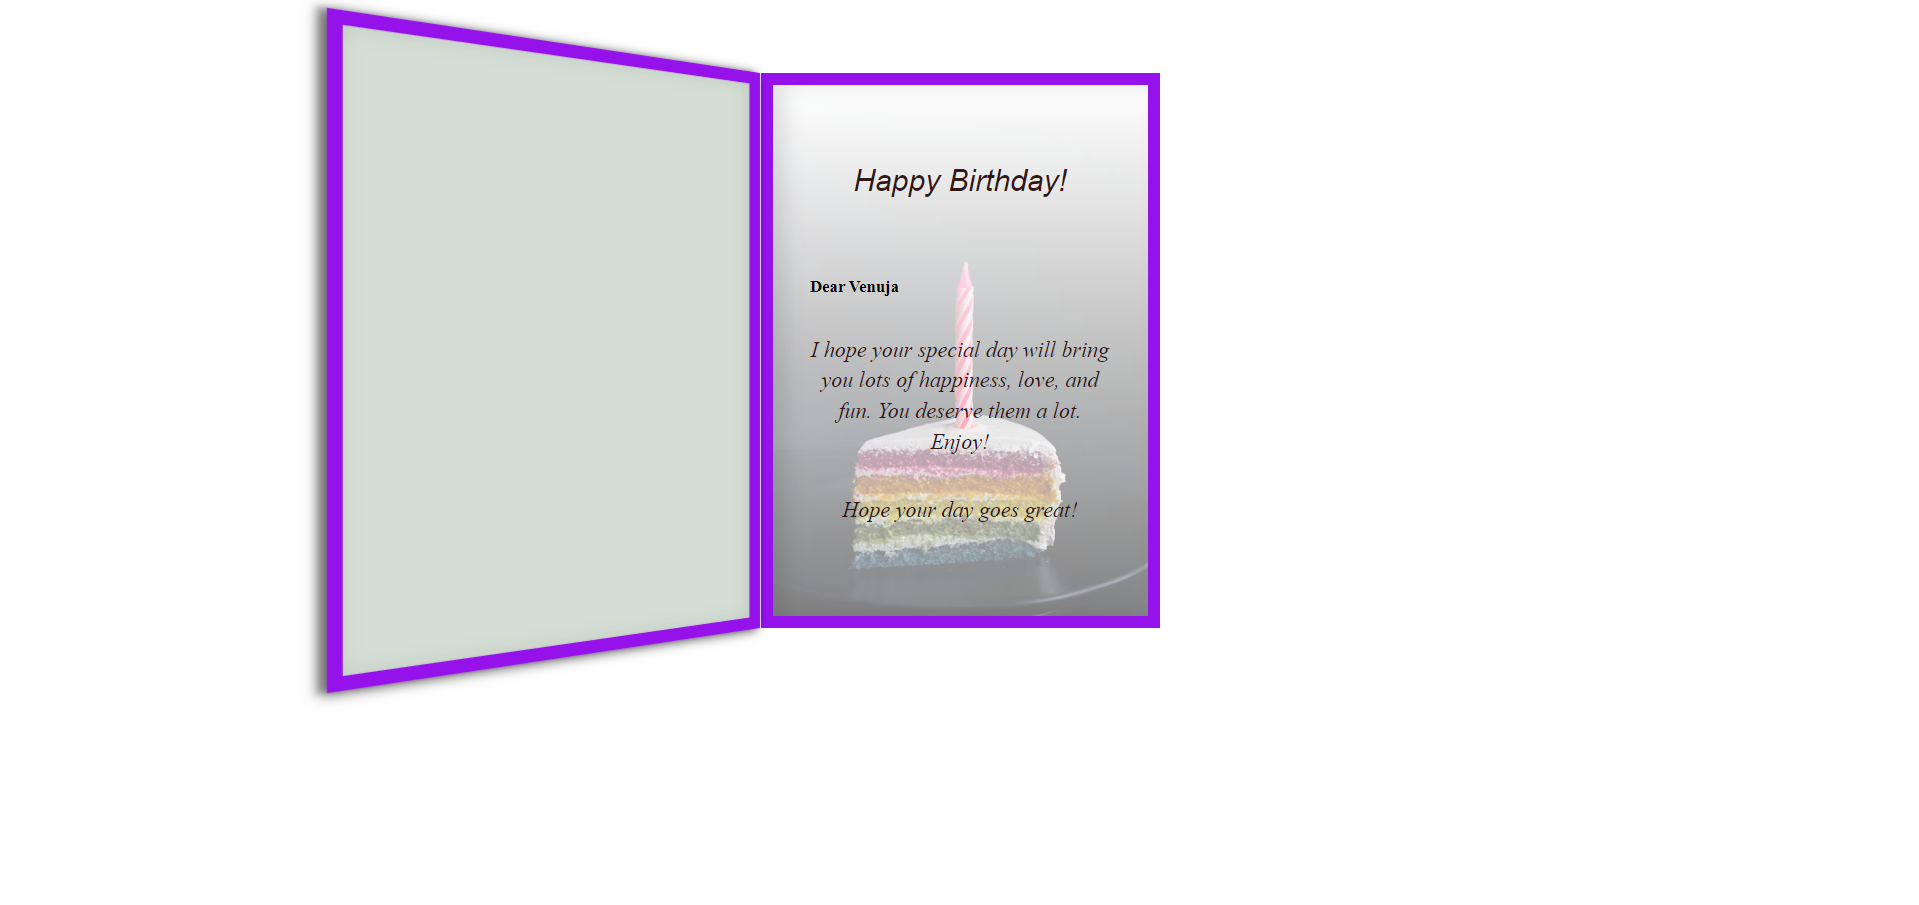 Happy Birthday!
Dear Venuja
I hope your special day will bring
you lots of happiness, love, and
fun. You deserve them a lot.
Enjoy!
Hope your day goes great!